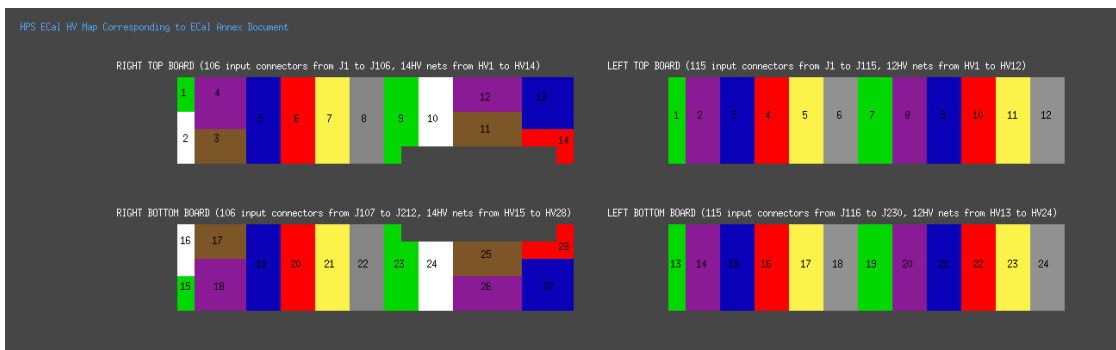 HPS ECal HV Map Corresponding to ECal Annex Document
RIGHT TOP BOARD (106 input connectors from J1 to J106, 14HV nets from HV1 to HV14)
LEFT TOP BOARD (115 input connectors from J1 to J115, 12HV nets from HV1 to HV12)
1 4 12 13
5 6 7 8 9 10
2 3 11 14
1 2 3 4 5 6 7 8 9 10 11 12
RIGHT BOTTOM BOARD (106 input connectors from J107 to J212, 14HV nets from HV15 to HV28)
LEFT BOTTOM BOARD (115 input connectors from J116 to J230, 12HV nets from HV13 to HV24)
16 17 25 28
19 20 21 22 23 24
15 18 26 27
13 14 15 16 17 18 19 20 21 22 23 24